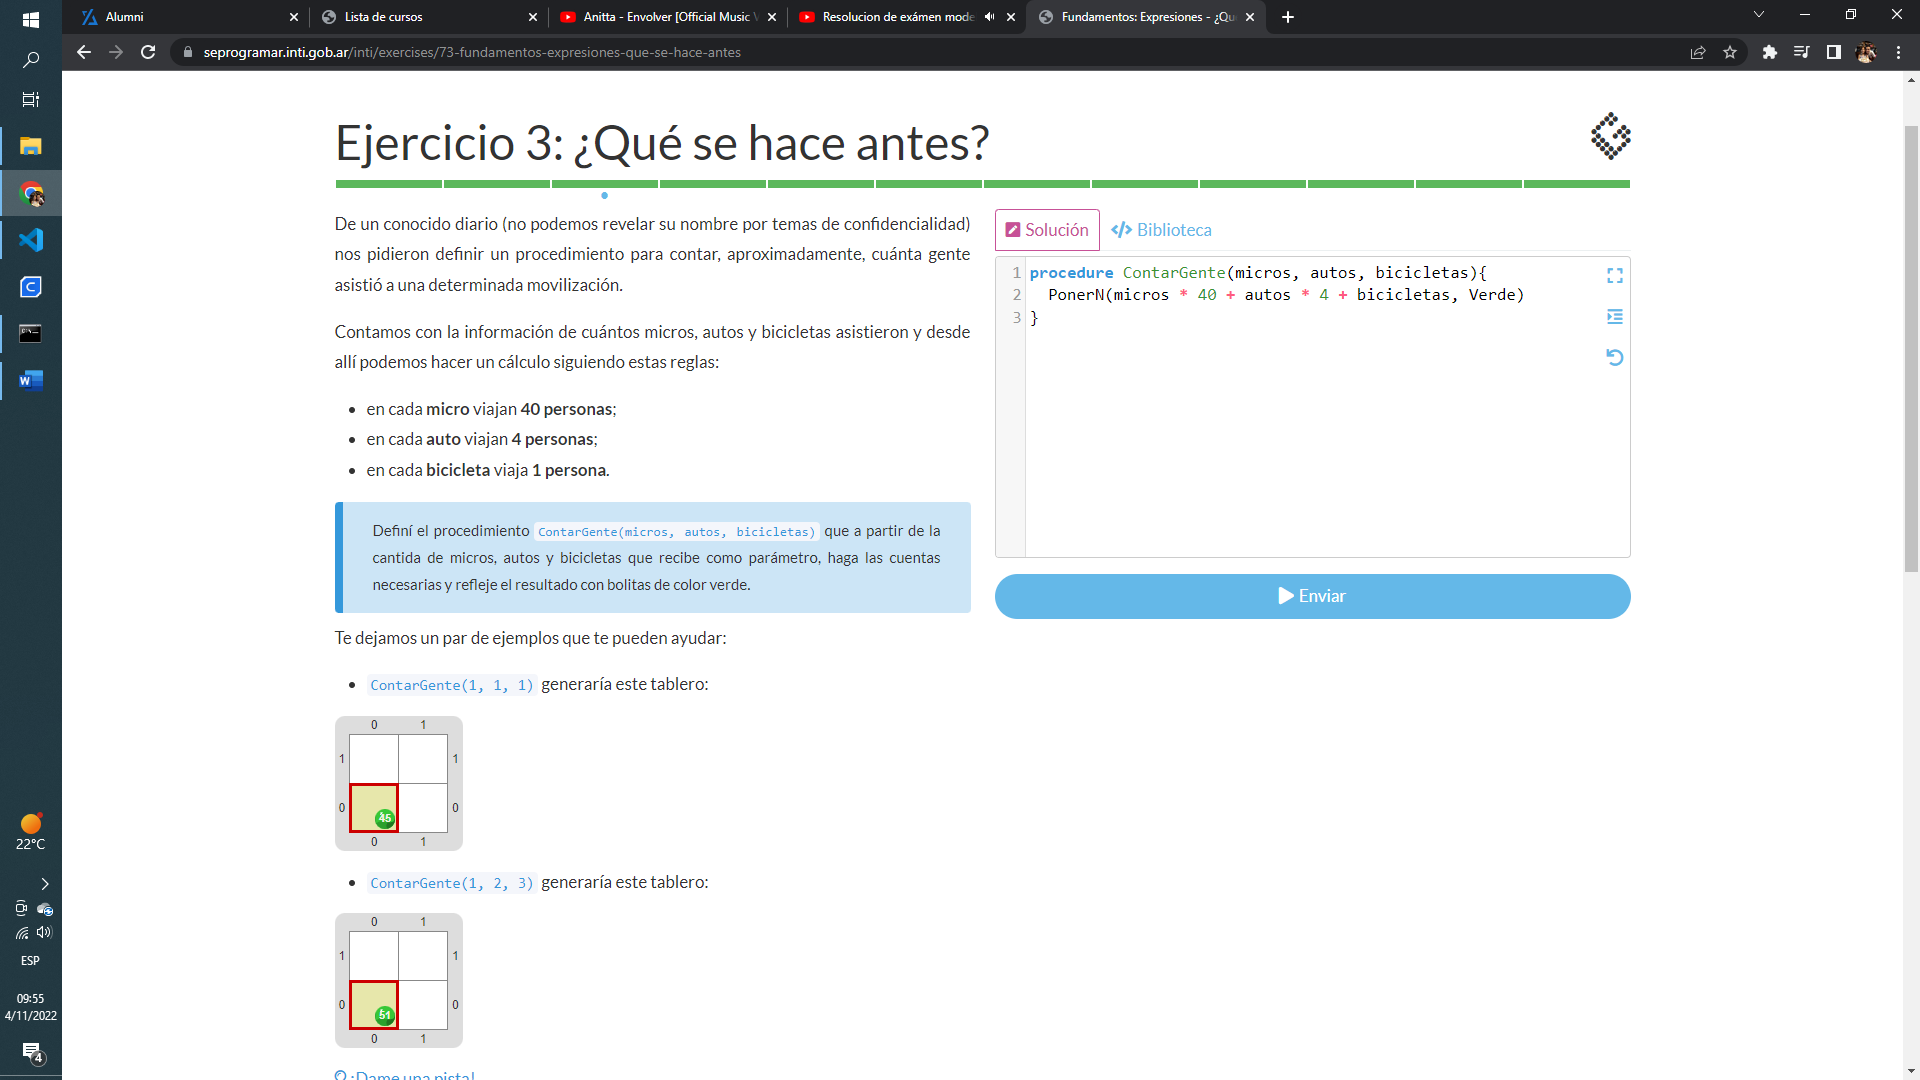 Alumni
Lista de cursos
Anitta - Envolver [Official Music V
Resolucion de exámen mode
Fundamentos: Expresiones - ¿Qu
seprogramar.inti.gob.ar/inti/exercises/73-fundamentos-expresiones-que-se-hace-antes
Ejercicio 3: ¿Qué se hace antes?
De un conocido diario (no podemos revelar su nombre por temas de confidencialidad)
nos pidieron definir un procedimiento para contar, aproximadamente, cuánta gente
asistió a una determinada movilización.
Contamos con la información de cuántos micros, autos y bicicletas asistieron y desde
allí podemos hacer un cálculo siguiendo estas reglas:
en cada micro viajan 40 personas;
en cada auto viajan 4 personas;
en cada bicicleta viaja 1 persona.
Definí el procedimiento ContarGente(micros, autos, bicicletas) que a partir de la
cantida de micros, autos y bicicletas que recibe como parámetro, haga las cuentas
necesarias y refleje el resultado con bolitas de color verde.
Te dejamos un par de ejemplos que te pueden ayudar:
ContarGente(1, 1, 1) generaría este tablero:
0 1
1 1
0 45 0
0 1
ContarGente(1, 2, 3) generaría este tablero:
0 1
1 1
0 51 0
0 1
¡Dame una pista!
Solución
</> Biblioteca
1 procedure ContarGente(micros, autos, bicicletas){
2 PonerN(micros * 40 + autos * 4 + bicicletas, Verde)
3 }
Enviar
22°C
ESP
09:55
4/11/2022
4